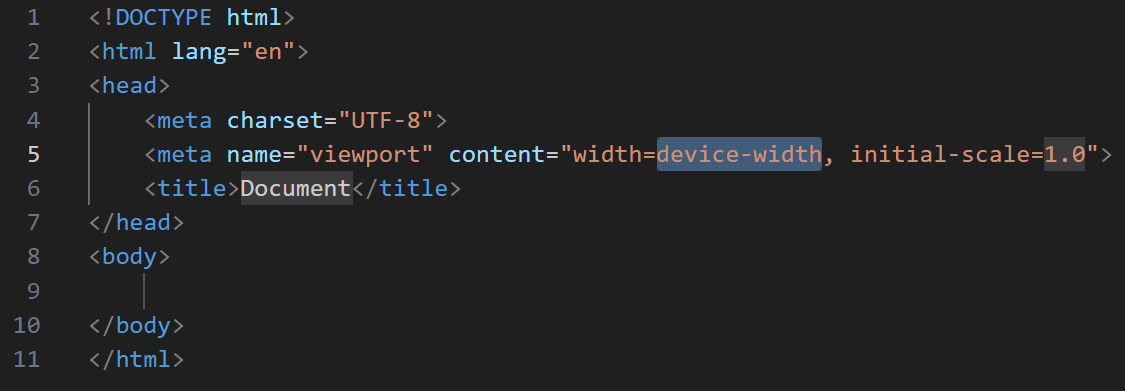 1 <!DOCTYPE html>
2 <html lang="en">
3 <head>
4     <meta charset="UTF-8">
5     <meta name="viewport" content="width=device-width, initial-scale=1.0">
6     <title>Document</title>
7 </head>
8 <body>
9
10 </body>
11 </html>